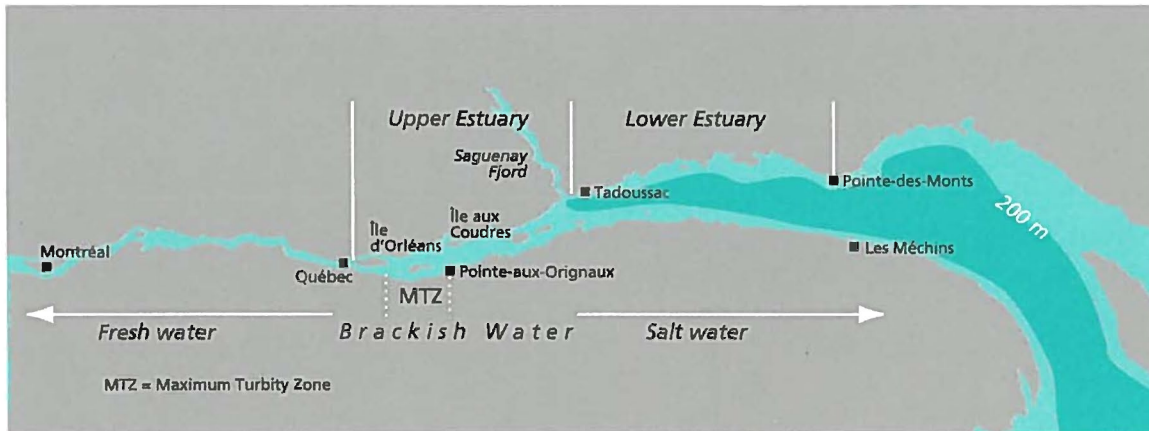 Upper Estuary
Lower Estuary
Saguenay
Fjord
Tadoussac
Pointe-des-Monts
200 m
Île
d'Orléans
Île aux
Coudres
Montréal
Québec
Pointe-aux-Orignaux
Les Méchins
MTZ
Fresh water
Brackish Water
Salt water
MTZ = Maximum Turbity Zone